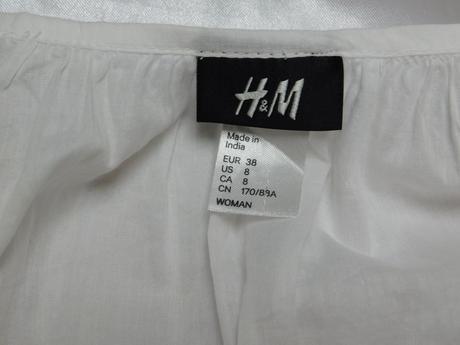 H&M
Made in
India
EUR 38
US 8
CA 8
CN 170/88A
WOMAN